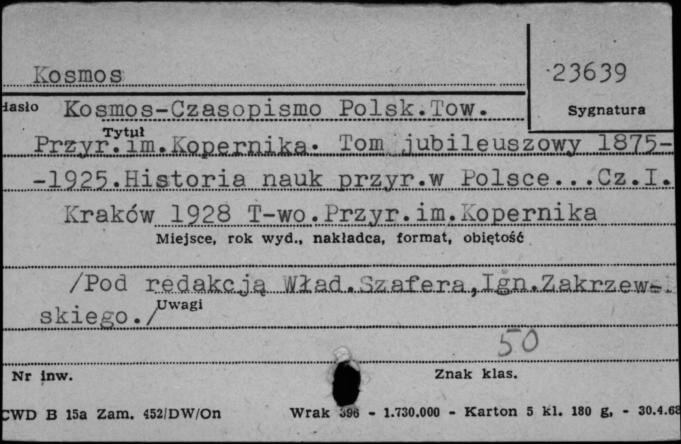 Kosmos
23639
Hasło Kosmos-Czasopismo Polsk.Tow.
Sygnatura
Tytuł
Przyr.im.Kopernika. Tom jubileuszowy 1875-
-1925.Historia nauk przyr.w Polsce...Cz.I.
Kraków 1928 T-wo.Przyr.im.Kopernika
Miejsce, rok wyd., nakładca, format, objętość
/Pod redakcją Wład.Szafera,Ign.Zakrzew-
skiego./
Uwagi
50
Nr inw.
Znak klas.
CWD B 15a Zam. 452/DW/On Wrak 396 - 1.730.000 - Karton 5 kl. 180 g, - 30.4.68